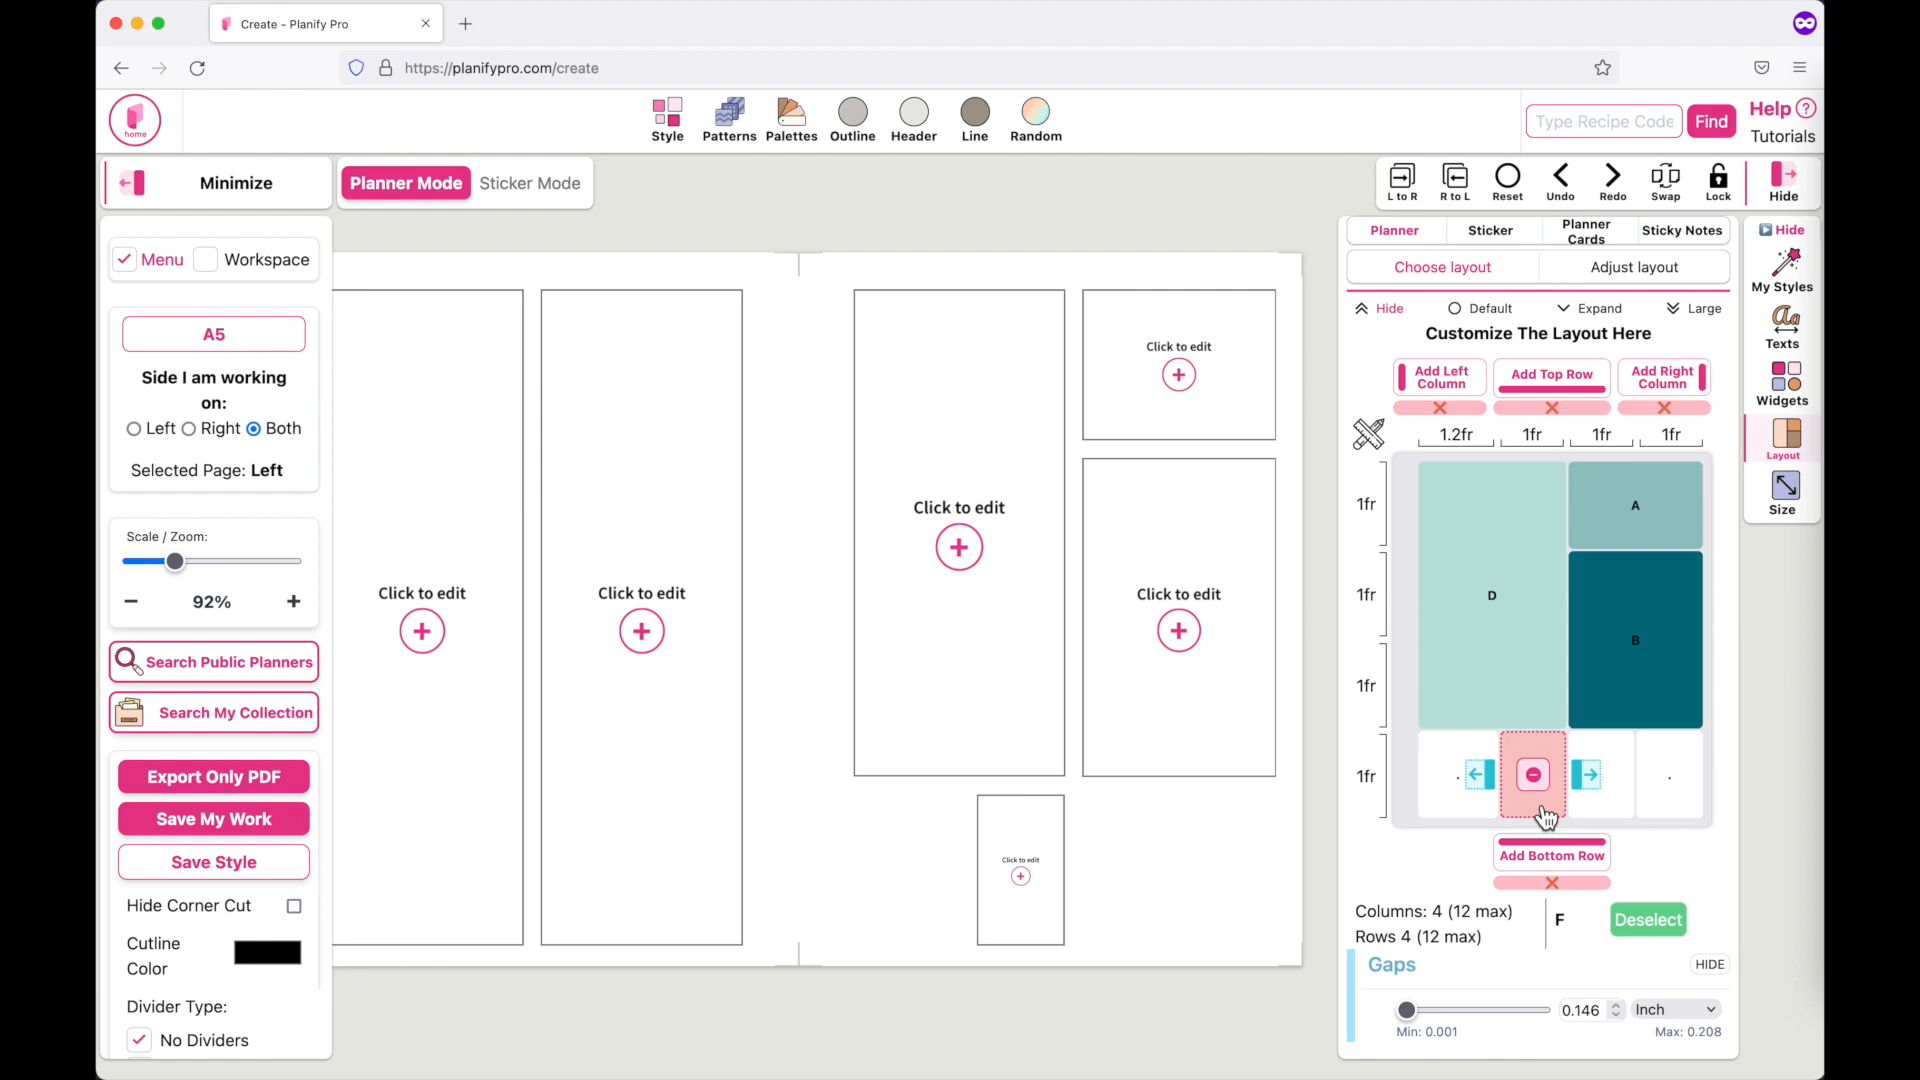 Create - Planify Pro
https://planifypro.com/create
home
Style
Patterns
Palettes
Outline
Header
Line
Random
Type Recipe Code
Find
Help ?
Tutorials
Minimize
Planner Mode
Sticker Mode
L to R
R to L
Reset
Undo
Redo
Swap
Lock
Hide
Menu
Workspace
A5
Side I am working
on:
Left
Right
Both
Selected Page: Left
Scale / Zoom:
92%
Search Public Planners
Search My Collection
Export Only PDF
Save My Work
Save Style
Hide Corner Cut
Cutline
Color
Divider Type:
No Dividers
Click to edit
Click to edit
Click to edit
Click to edit
Click to edit
Click to edit
Planner
Sticker
Planner
Cards
Sticky Notes
Choose layout
Adjust layout
Hide
Default
Expand
Large
Customize The Layout Here
Add Left
Column
Add Top Row
Add Right
Column
1.2fr
1fr
1fr
1fr
1fr
1fr
1fr
1fr
A
D
B
Add Bottom Row
Columns: 4 (12 max)
Rows 4 (12 max)
F
Deselect
Gaps
HIDE
0.146
Inch
Min: 0.001
Max: 0.208
Hide
My Styles
Aa
Texts
Widgets
Layout
Size